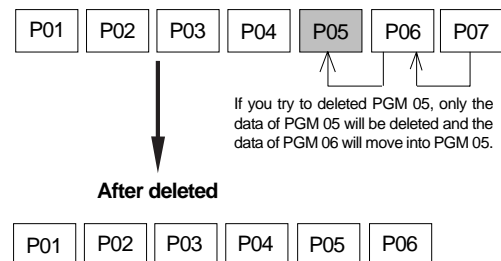 P01 P02 P03 P04 P05 P06 P07
If you try to deleted PGM 05, only the
data of PGM 05 will be deleted and the
data of PGM 06 will move into PGM 05.
After deleted
P01 P02 P03 P04 P05 P06